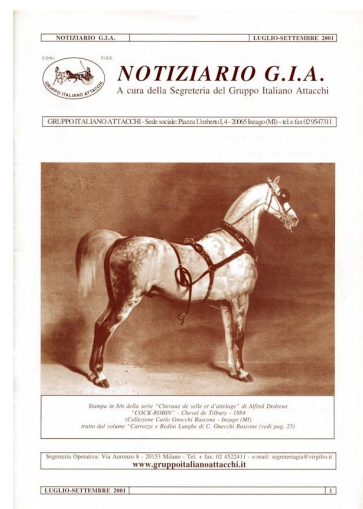 NOTIZIARIO G.I.A.
LUGLIO-SETTEMBRE 2001
C.O.N.I. F.I.S.E.
GRUPPO ITALIANO ATTACCHI
NOTIZIARIO G.I.A.
A cura della Segreteria del Gruppo Italiano Attacchi
GRUPPO ITALIANO ATTACCHI - Sede sociale: Piazza Umberto I, 4 - 20065 Inzago (MI) – tel. e fax 02 9547311
Stampa in b/n della serie "Chevaux de selle et d'attelage" di Alfred Dedreux
"COCK-ROBIN" - Cheval de Tilbury - 1984
(Collezione Carlo Gnecchi Ruscone - Inzago (MI)
tratto dal volume "Carrozze e Redini Lunghe di C. Gnecchi Ruscone (vedi pag. 25)
Segreteria Operativa: Via Auronzo 8 - 20153 Milano - Tel. + fax: 02 4522411 - e-mail: segreteriagia@virgilio.it
www.gruppoitalianoattacchi.it
LUGLIO-SETTEMBRE 2001
1